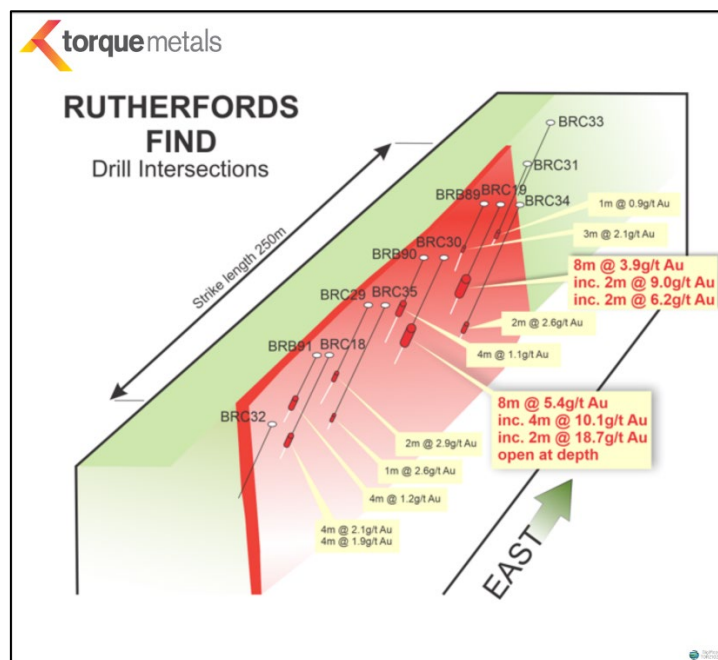 torquemetals
RUTHERFORDS
FIND
Drill Intersections
Strike length 250m
BRC33
BRC31
BRB89
BRC19
BRC34
1m @ 0.9g/t Au
3m @ 2.1g/t Au
BRB90
BRC30
8m @ 3.9g/t Au
inc. 2m @ 9.0g/t Au
inc. 2m @ 6.2g/t Au
BRC29
BRC35
2m @ 2.6g/t Au
4m @ 1.1g/t Au
BRB91
BRC18
8m @ 5.4g/t Au
inc. 4m @ 10.1g/t Au
inc. 2m @ 18.7g/t Au
open at depth
BRC32
2m @ 2.9g/t Au
1m @ 2.6g/t Au
4m @ 1.2g/t Au
4m @ 2.1g/t Au
4m @ 1.9g/t Au
EAST